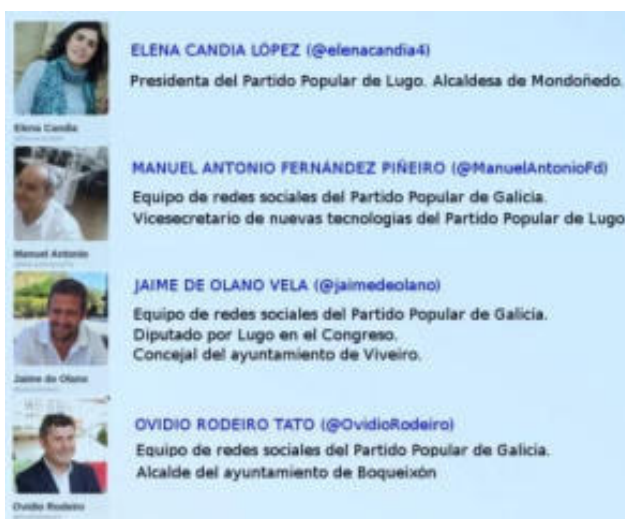 ELENA CANDIA LÓPEZ (@elenacandia4)
Presidenta del Partido Popular de Lugo. Alcaldesa de Mondoñedo.
Elena Candia
MANUEL ANTONIO FERNÁNDEZ PIÑEIRO (@ManuelAntonioFd)
Equipo de redes sociales del Partido Popular de Galicia.
Vicesecretario de nuevas tecnologias del Partido Popular de Lugo
Manuel Antonio
JAIME DE OLANO VELA (@jaimedeolano)
Equipo de redes sociales del Partido Popular de Galicia.
Diputado por Lugo en el Congreso.
Concejal del ayuntamiento de Viveiro.
Jaime de Olano
OVIDIO RODEIRO TATO (@OvidioRodeiro)
Equipo de redes sociales del Partido Popular de Galicia.
Alcalde del ayuntamiento de Boqueixón
Ovidio Rodeiro